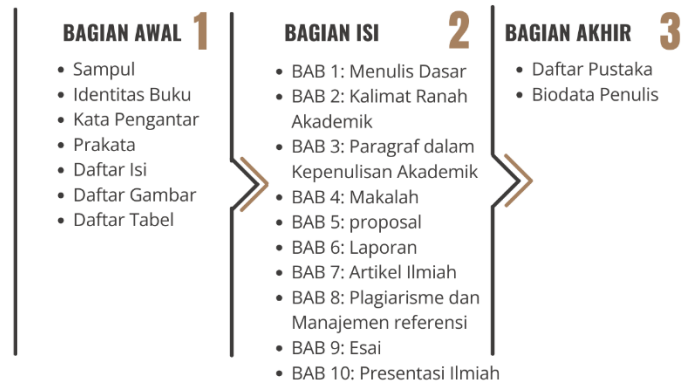 BAGIAN AWAL 1
• Sampul
• Identitas Buku
• Kata Pengantar
• Prakata
• Daftar Isi
• Daftar Gambar
• Daftar Tabel
BAGIAN ISI 2
• BAB 1: Menulis Dasar
• BAB 2: Kalimat Ranah
Akademik
• BAB 3: Paragraf dalam
Kepenulisan Akademik
• BAB 4: Makalah
• BAB 5: proposal
• BAB 6: Laporan
• BAB 7: Artikel Ilmiah
• BAB 8: Plagiarisme dan
Manajemen referensi
• BAB 9: Esai
• BAB 10: Presentasi Ilmiah
BAGIAN AKHIR 3
• Daftar Pustaka
• Biodata Penulis